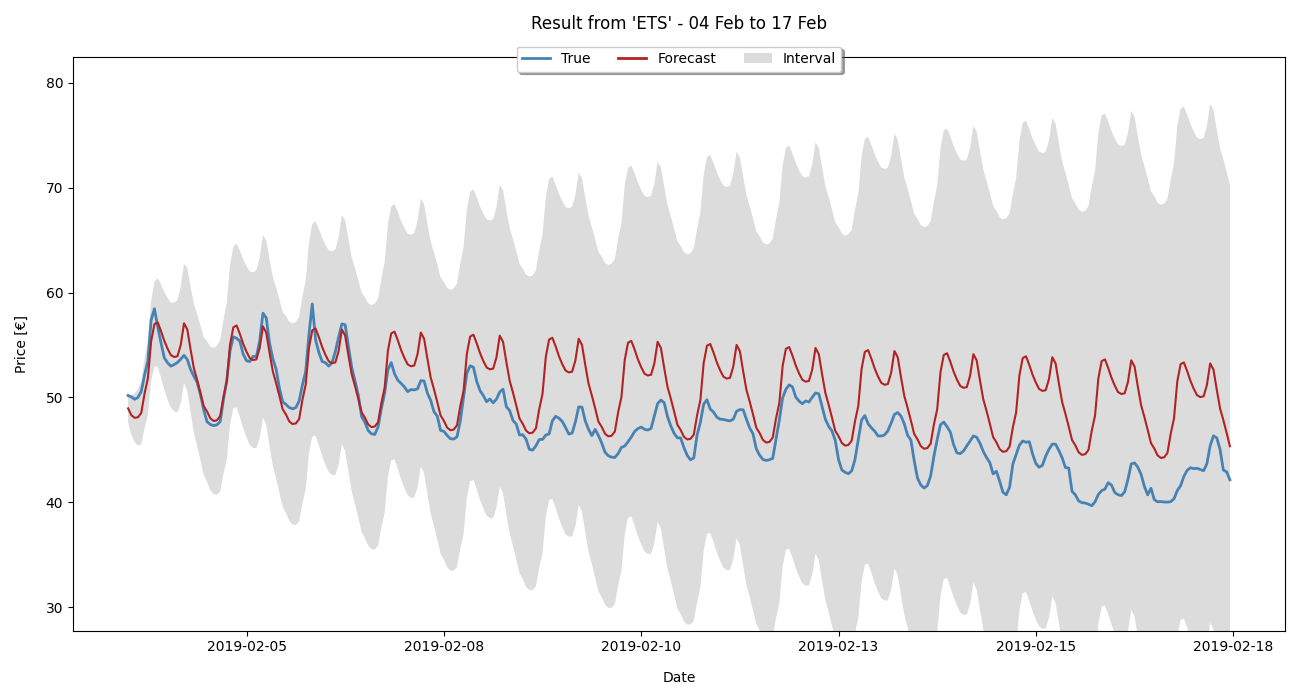 Result from 'ETS' - 04 Feb to 17 Feb
True Forecast Interval
80
70
60
50
40
30
Price [€]
2019-02-05 2019-02-08 2019-02-10 2019-02-13 2019-02-15 2019-02-18
Date